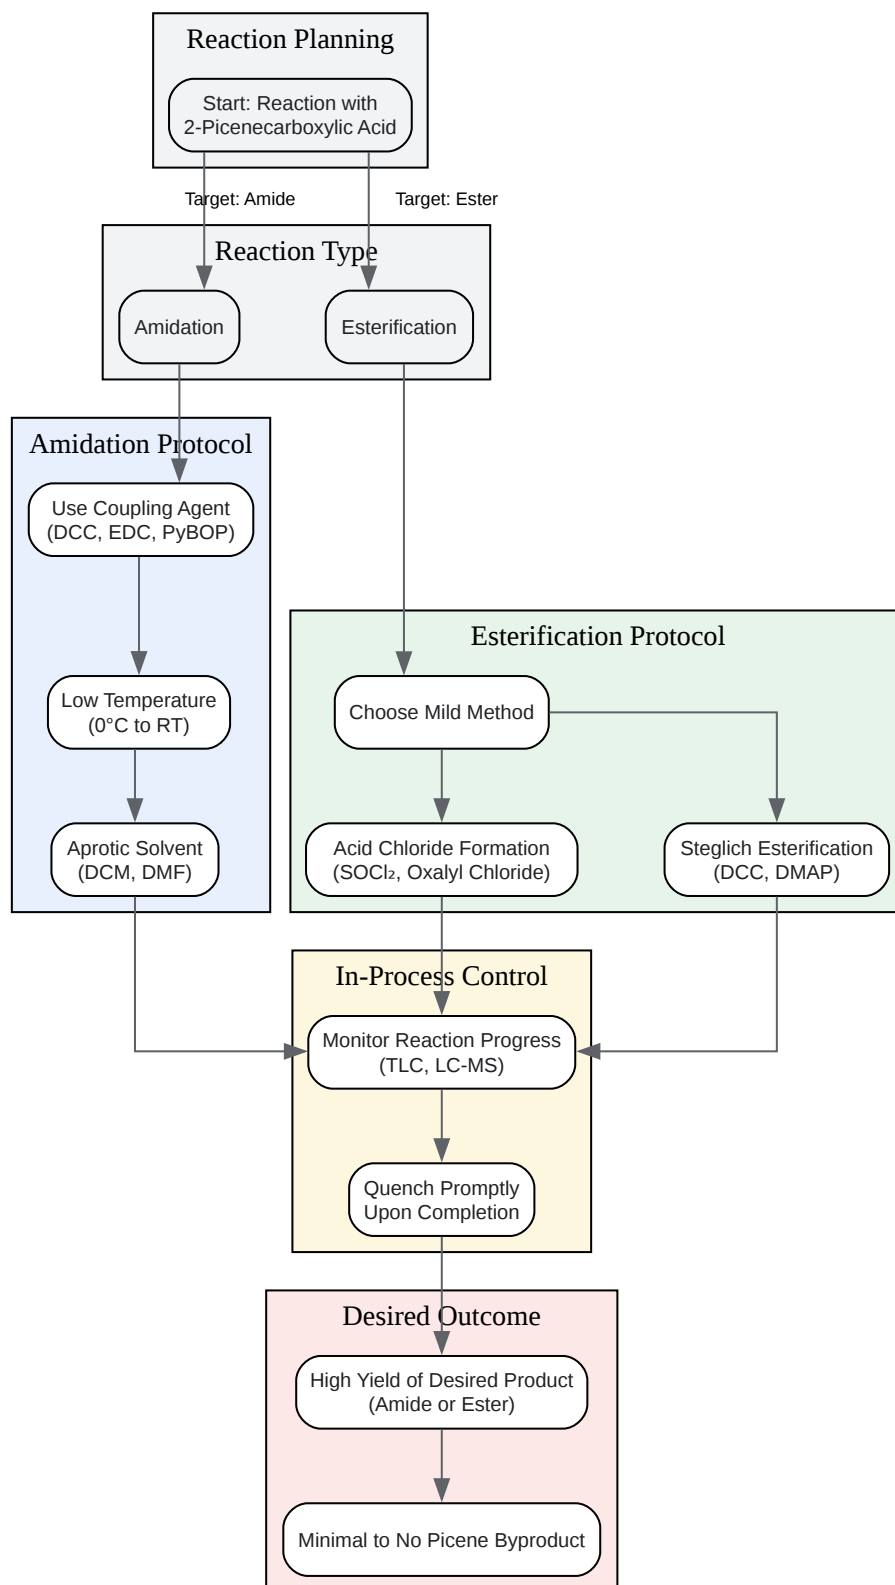 Reaction Planning
Start: Reaction with
2-Picenecarboxylic Acid
Target: Amide
Target: Ester
Reaction Type
Amidation
Esterification
Amidation Protocol
Use Coupling Agent
(DCC, EDC, PyBOP)
Low Temperature
(0°C to RT)
Aprotic Solvent
(DCM, DMF)
Esterification Protocol
Choose Mild Method
Acid Chloride Formation
(SOCl₂, Oxalyl Chloride)
Steglich Esterification
(DCC, DMAP)
In-Process Control
Monitor Reaction Progress
(TLC, LC-MS)
Quench Promptly
Upon Completion
Desired Outcome
High Yield of Desired Product
(Amide or Ester)
Minimal to No Picene Byproduct